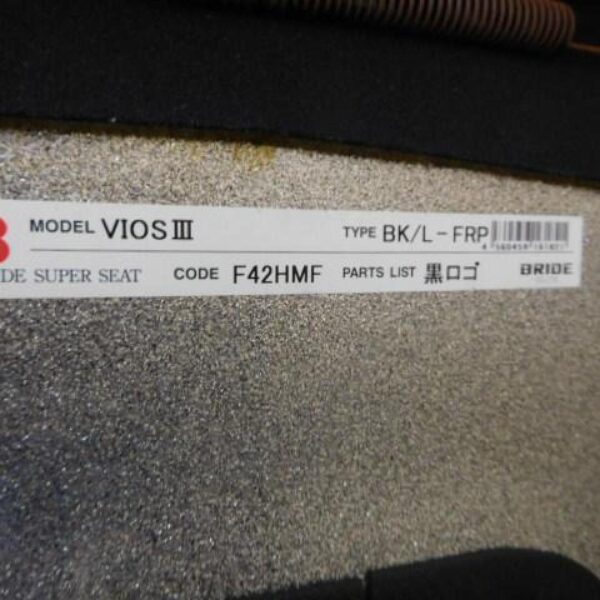 MODEL VIOS III TYPE BK/L-FRP
DE SUPER SEAT CODE F42HMF PARTS LIST 黒ロゴ BRIDE